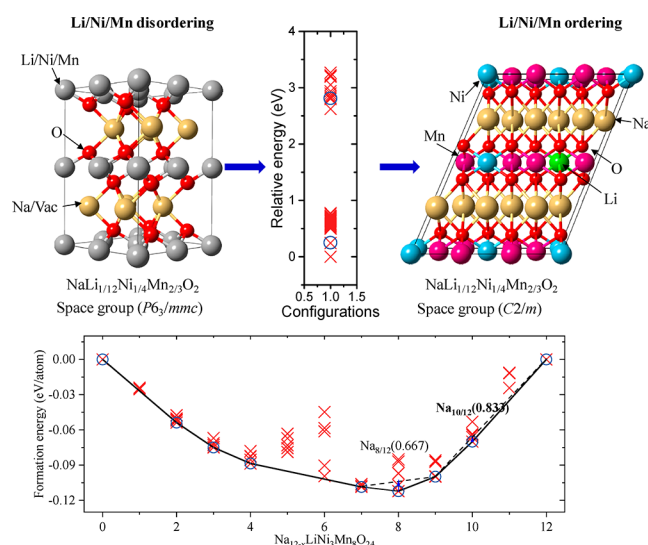 Li/Ni/Mn disordering
Li/Ni/Mn ordering
Li/Ni/Mn
O
Na/Vac
NaLi1/12Ni1/4Mn2/3O2
Space group (P63/mmc)
4
3
2
1
0
Relative energy (eV)
0.5 1.0 1.5
Configurations
Ni
Mn
Na
O
Li
NaLi1/12Ni1/4Mn2/3O2
Space group (C2/m)
Formation energy (eV/atom)
0.00
-0.03
-0.06
-0.09
-0.12
Na10/12(0.833)
Na8/12(0.667)
0 2 4 6 8 10 12
Na12-xLiNi3Mn8O24